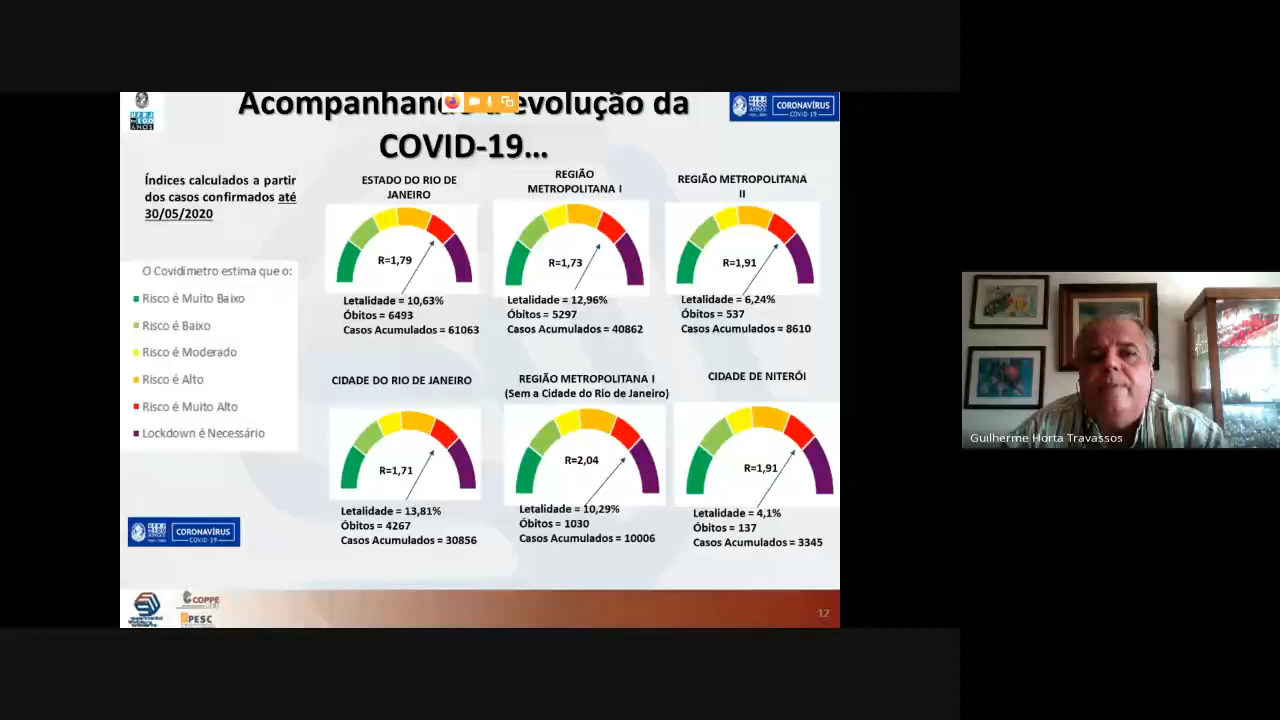 Acompanhando a evolução da
COVID-19...
CORONAVÍRUS
COVID-19
UFRJ
100
ANOS
Índices calculados a partir
dos casos confirmados até
30/05/2020
O Covidímetro estima que o:
Risco é Muito Baixo
Risco é Baixo
Risco é Moderado
Risco é Alto
Risco é Muito Alto
Lockdown é Necessário
ESTADO DO RIO DE
JANEIRO
R=1,79
Letalidade = 10,63%
Óbitos = 6493
Casos Acumulados = 61063
REGIÃO
METROPOLITANA I
R=1,73
Letalidade = 12,96%
Óbitos = 5297
Casos Acumulados = 40862
REGIÃO METROPOLITANA
II
R=1,91
Letalidade = 6,24%
Óbitos = 537
Casos Acumulados = 8610
CIDADE DO RIO DE JANEIRO
R=1,71
Letalidade = 13,81%
Óbitos = 4267
Casos Acumulados = 30856
REGIÃO METROPOLITANA I
(Sem a Cidade do Rio de Janeiro)
R=2,04
Letalidade = 10,29%
Óbitos = 1030
Casos Acumulados = 10006
CIDADE DE NITERÓI
R=1,91
Letalidade = 4,1%
Óbitos = 137
Casos Acumulados = 3345
CORONAVÍRUS
COVID-19
COPPE
PESC
12
Guilherme Horta Travassos